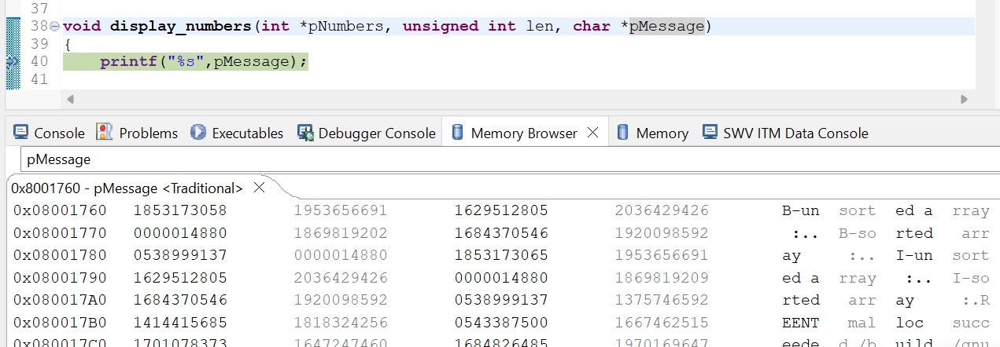 37
38 void display_numbers(int *pNumbers, unsigned int len, char *pMessage)
39 {
40 printf("%s",pMessage);
41
Console Problems Executables Debugger Console Memory Browser Memory SWV ITM Data Console
pMessage
0x8001760 - pMessage <Traditional>
0x08001760 1853173058 1953656691 1629512805 2036429426 B-un sort ed a rray
0x08001770 0000014880 1869819202 1684370546 1920098592 :.. B-so rted arr
0x08001780 0538999137 0000014880 1853173065 1953656691 ay :.. I-un sort
0x08001790 1629512805 2036429426 0000014880 1869819209 ed a rray :.. I-so
0x080017A0 1684370546 1920098592 0538999137 1375746592 rted arr ay :.R
0x080017B0 1414415685 1818324256 0543387500 1667462515 EENT mal loc succ
0x080017C0 1701078373 1647247460 1684826485 1970169647 eede d /b uild /gnu